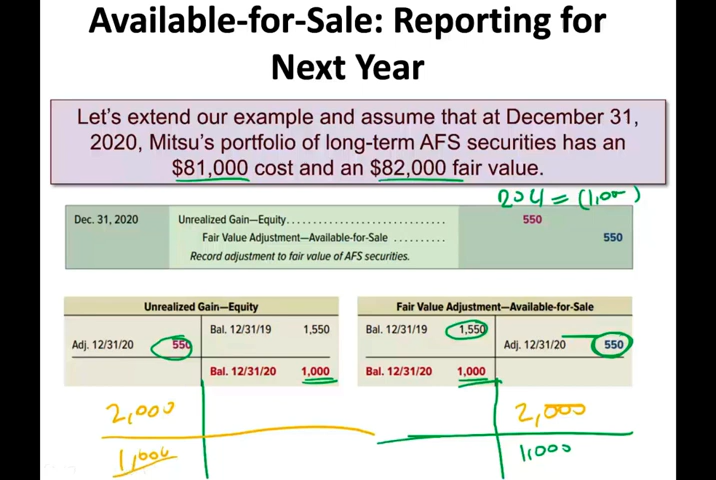 Available-for-Sale: Reporting for
Next Year
Let's extend our example and assume that at December 31,
2020, Mitsu's portfolio of long-term AFS securities has an
$81,000 cost and an $82,000 fair value.
Dec. 31, 2020 Unrealized Gain—Equity........................................ 550
Fair Value Adjustment—Available-for-Sale .......... 550
Record adjustment to fair value of AFS securities.
Unrealized Gain—Equity
Bal. 12/31/19 1,550
Adj. 12/31/20 550
Bal. 12/31/20 1,000
Fair Value Adjustment—Available-for-Sale
Bal. 12/31/19 1,550
Adj. 12/31/20 550
Bal. 12/31/20 1,000
2,000 2,000
1,000 1,000